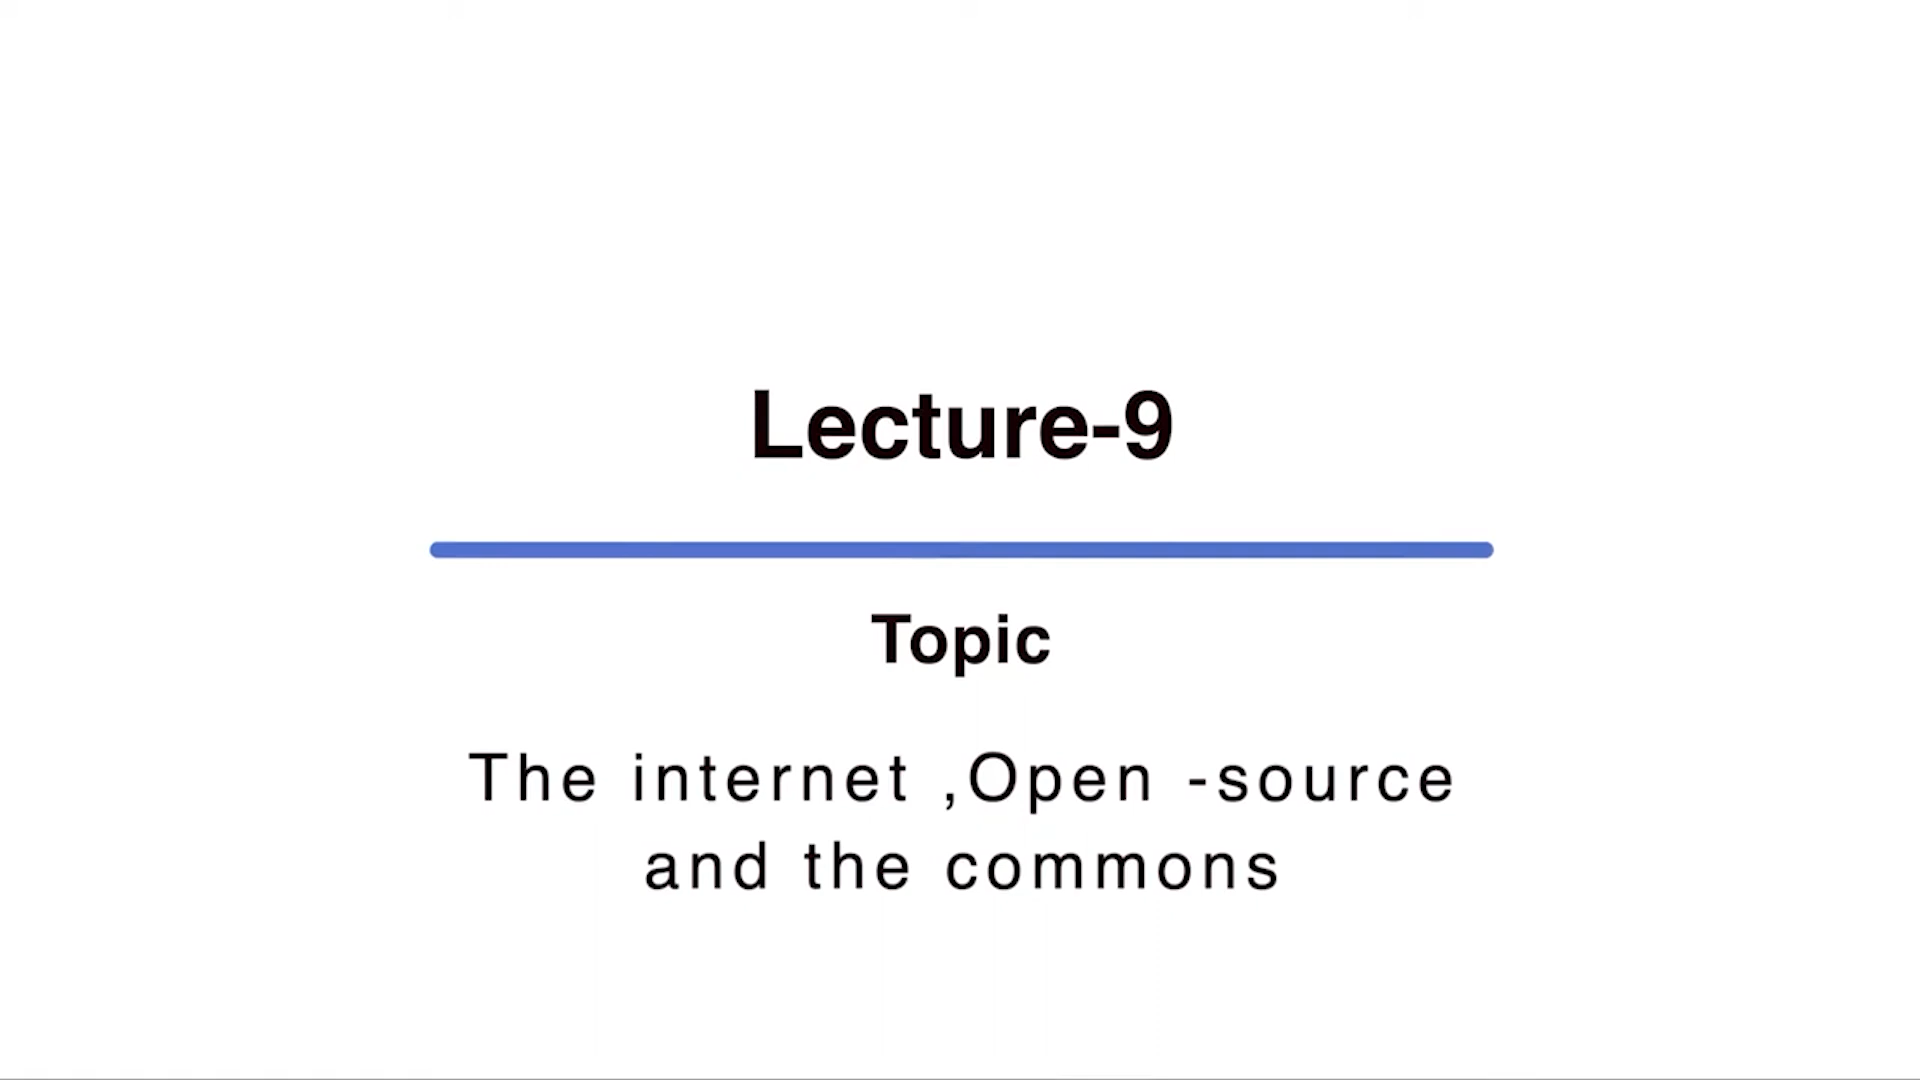 Lecture-9
Topic
The internet ,Open -source
and the commons